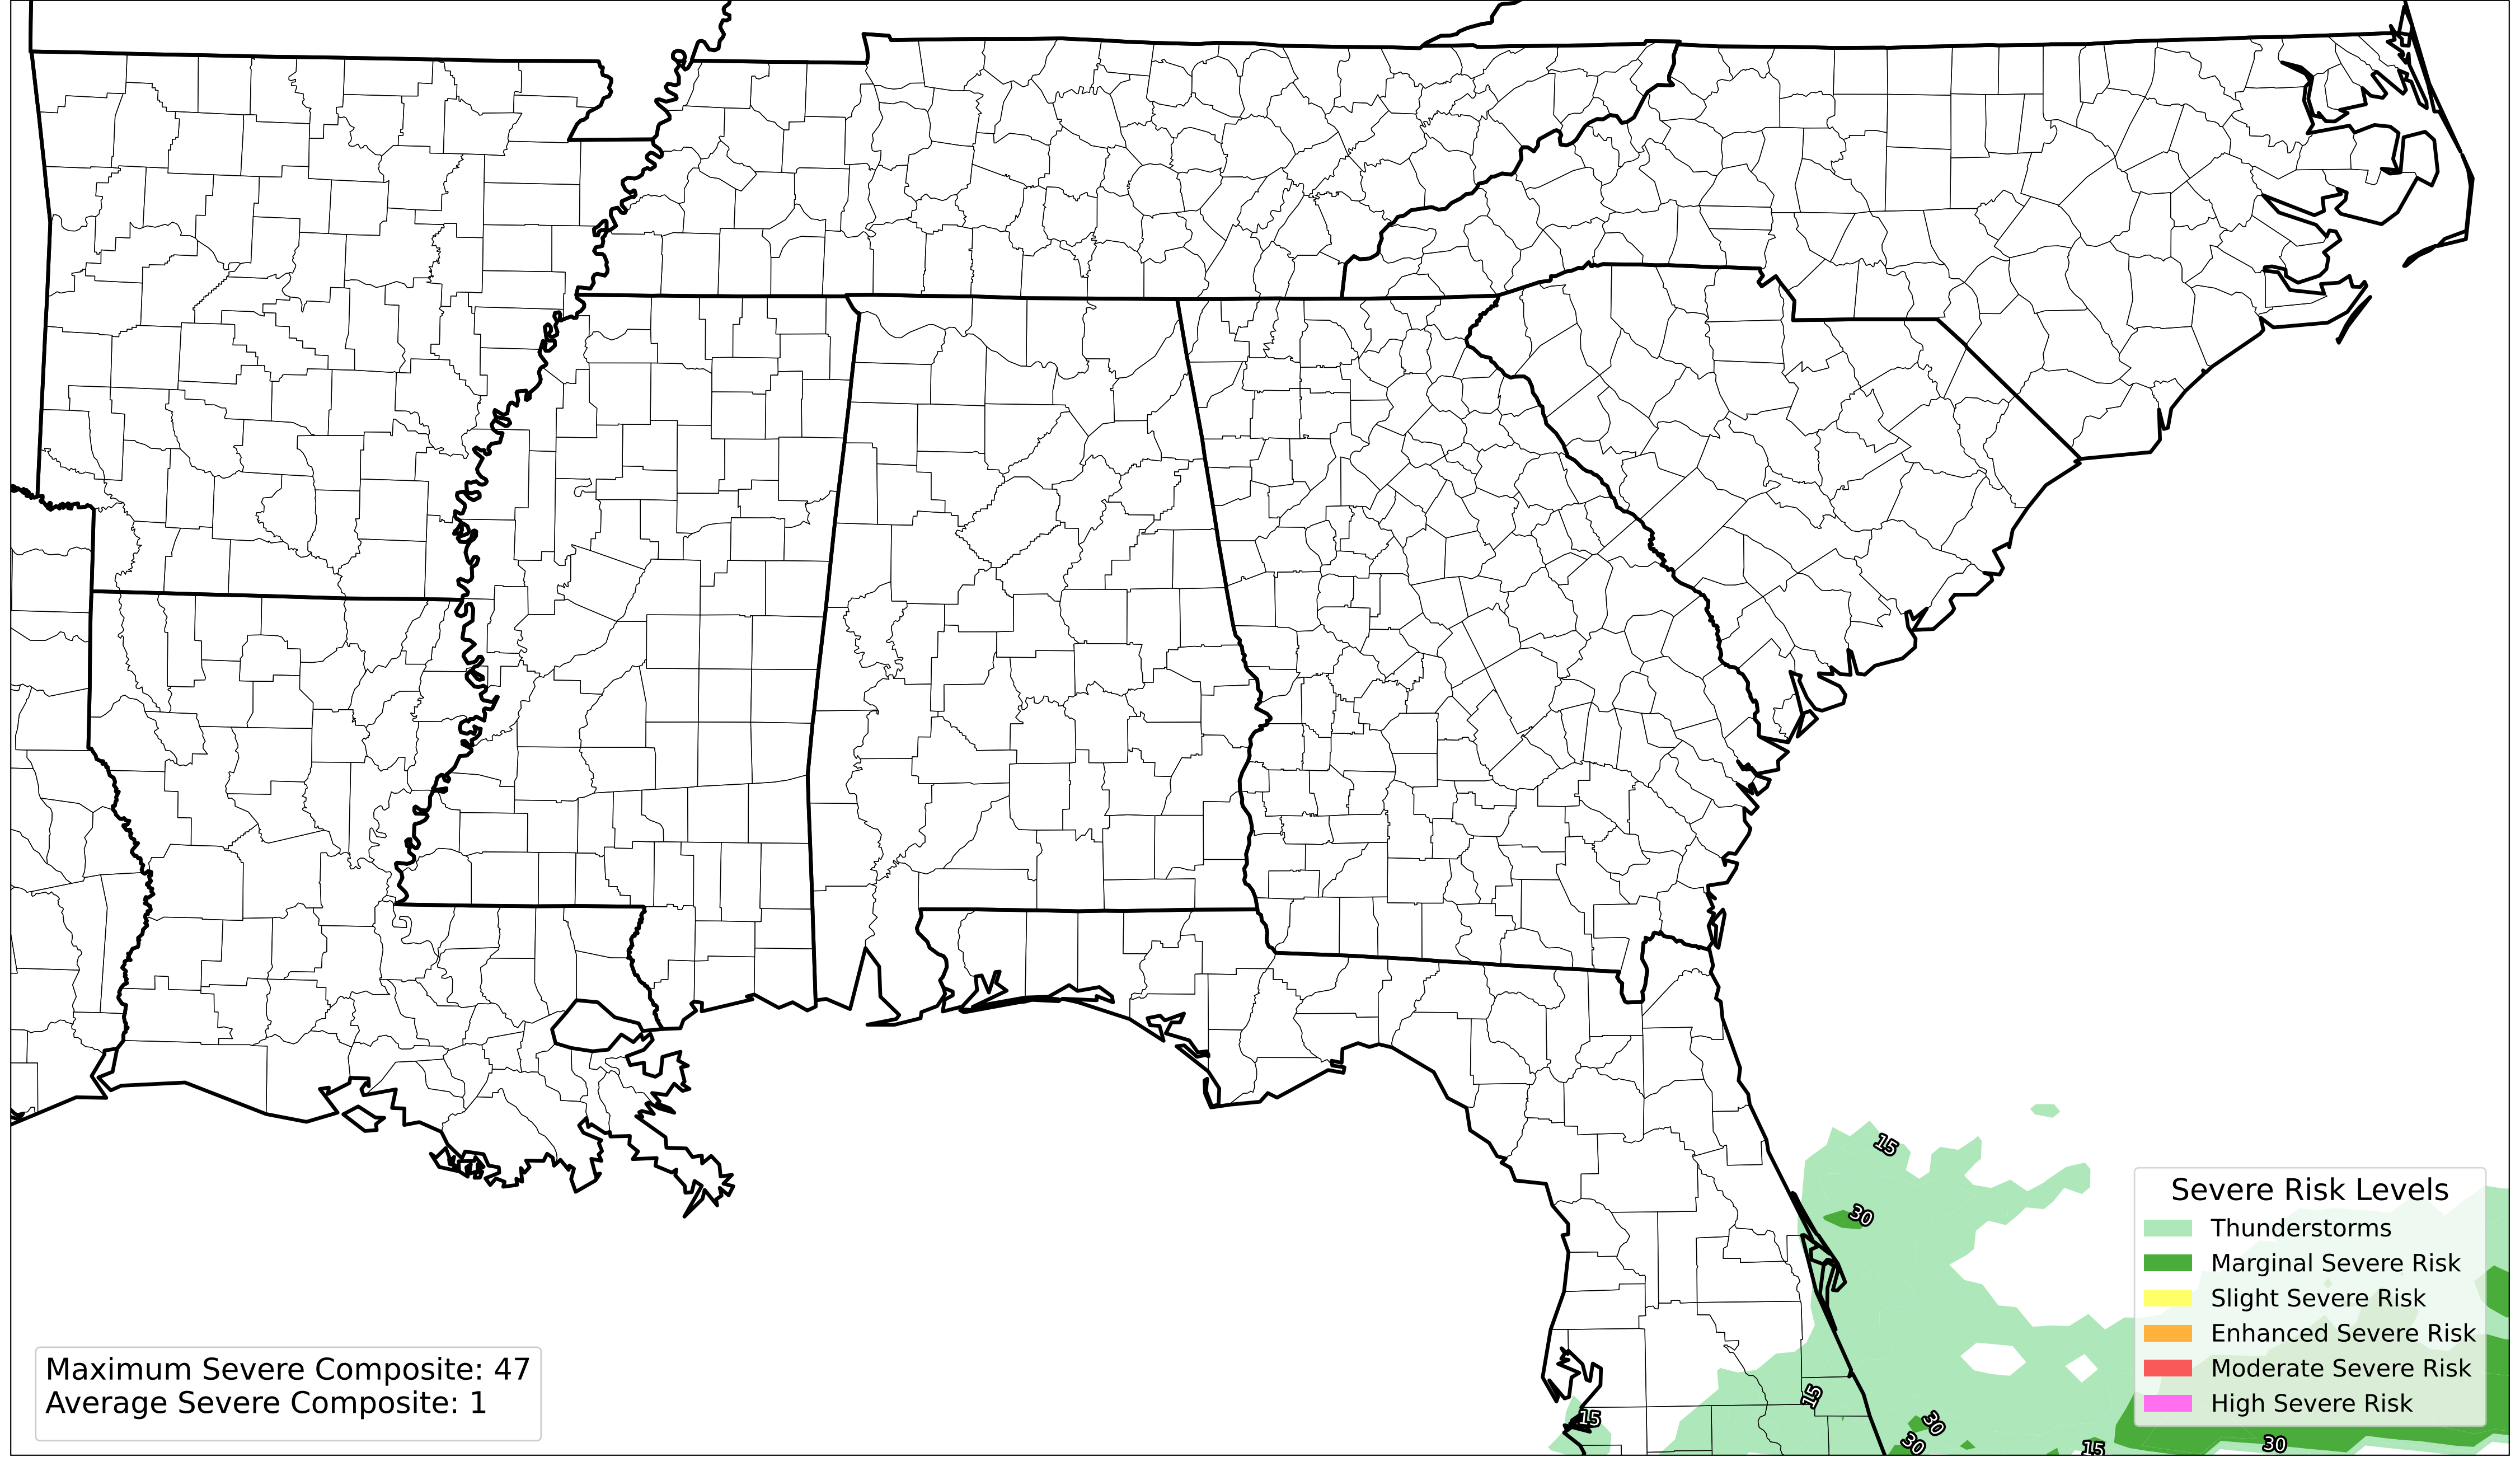 15
30
Severe Risk Levels
Thunderstorms
Marginal Severe Risk
Slight Severe Risk
Enhanced Severe Risk
Moderate Severe Risk
High Severe Risk
Maximum Severe Composite: 47
Average Severe Composite: 1
15
15
30
30
15
30